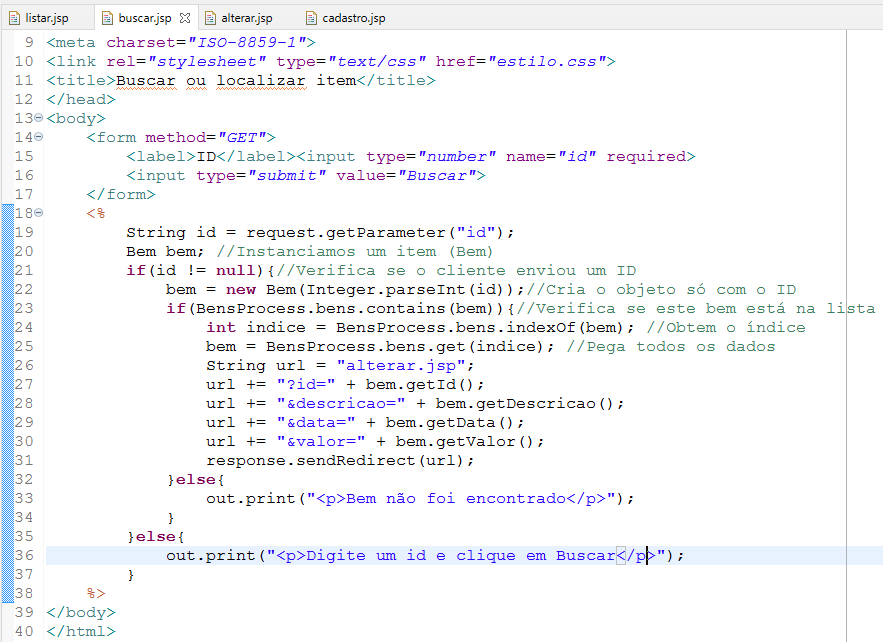 listar.jsp buscar.jsp alterar.jsp cadastro.jsp
9 <meta charset="ISO-8859-1">
10 <link rel="stylesheet" type="text/css" href="estilo.css">
11 <title>Buscar ou localizar item</title>
12 </head>
13 <body>
14     <form method="GET">
15         <label>ID</label><input type="number" name="id" required>
16         <input type="submit" value="Buscar">
17     </form>
18     <%
19         String id = request.getParameter("id");
20         Bem bem; //Instanciamos um item (Bem)
21         if(id != null){//Verifica se o cliente enviou um ID
22             bem = new Bem(Integer.parseInt(id));//Cria o objeto só com o ID
23             if(BensProcess.bens.contains(bem)){//Verifica se este bem está na lista
24                 int indice = BensProcess.bens.indexOf(bem); //Obtem o índice
25                 bem = BensProcess.bens.get(indice); //Pega todos os dados
26                 String url = "alterar.jsp";
27                 url += "?id=" + bem.getId();
28                 url += "&descricao=" + bem.getDescricao();
29                 url += "&data=" + bem.getData();
30                 url += "&valor=" + bem.getValor();
31                 response.sendRedirect(url);
32             }else{
33                 out.print("<p>Bem não foi encontrado</p>");
34             }
35         }else{
36             out.print("<p>Digite um id e clique em Buscar</p>");
37         }
38     %>
39 </body>
40 </html>